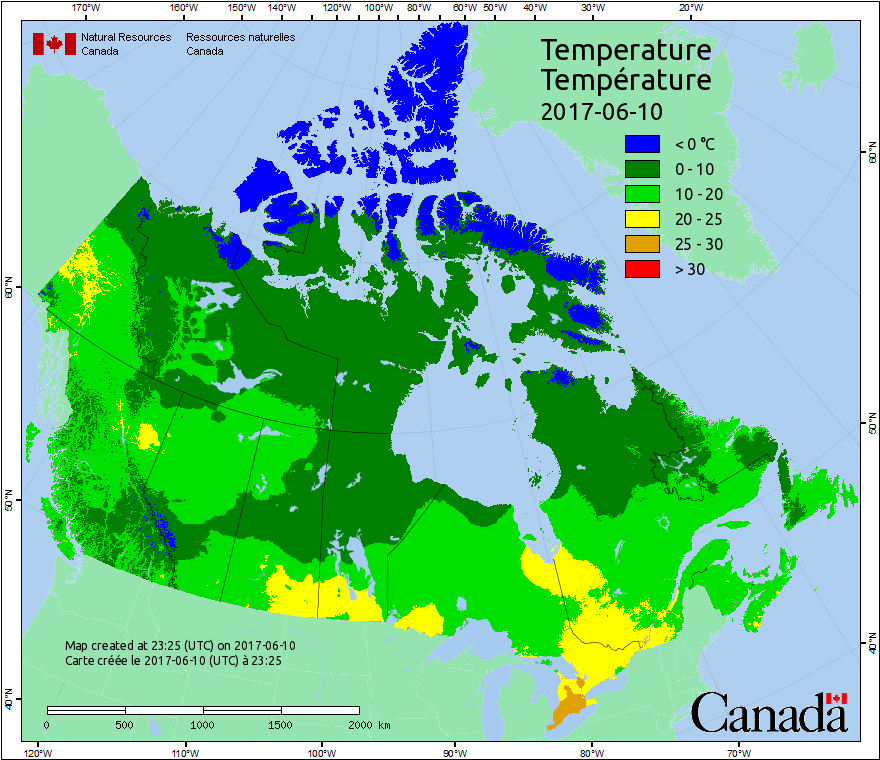 170°W 160°W 150°W 140°W 130°W 120°W 110°W 100°W 90°W 80°W 70°W 60°W 50°W 40°W 30°W 20°W
Natural Resources Ressources naturelles
Canada Canada
Temperature
Température
2017-06-10
< 0 °C
0 - 10
10 - 20
20 - 25
25 - 30
> 30
60°N 60°N
50°N 50°N
40°N 40°N
Map created at 23:25 (UTC) on 2017-06-10
Carte créée le 2017-06-10 (UTC) à 23:25
0 500 1000 1500 2000 km
Canada
120°W 110°W 100°W 90°W 80°W 70°W